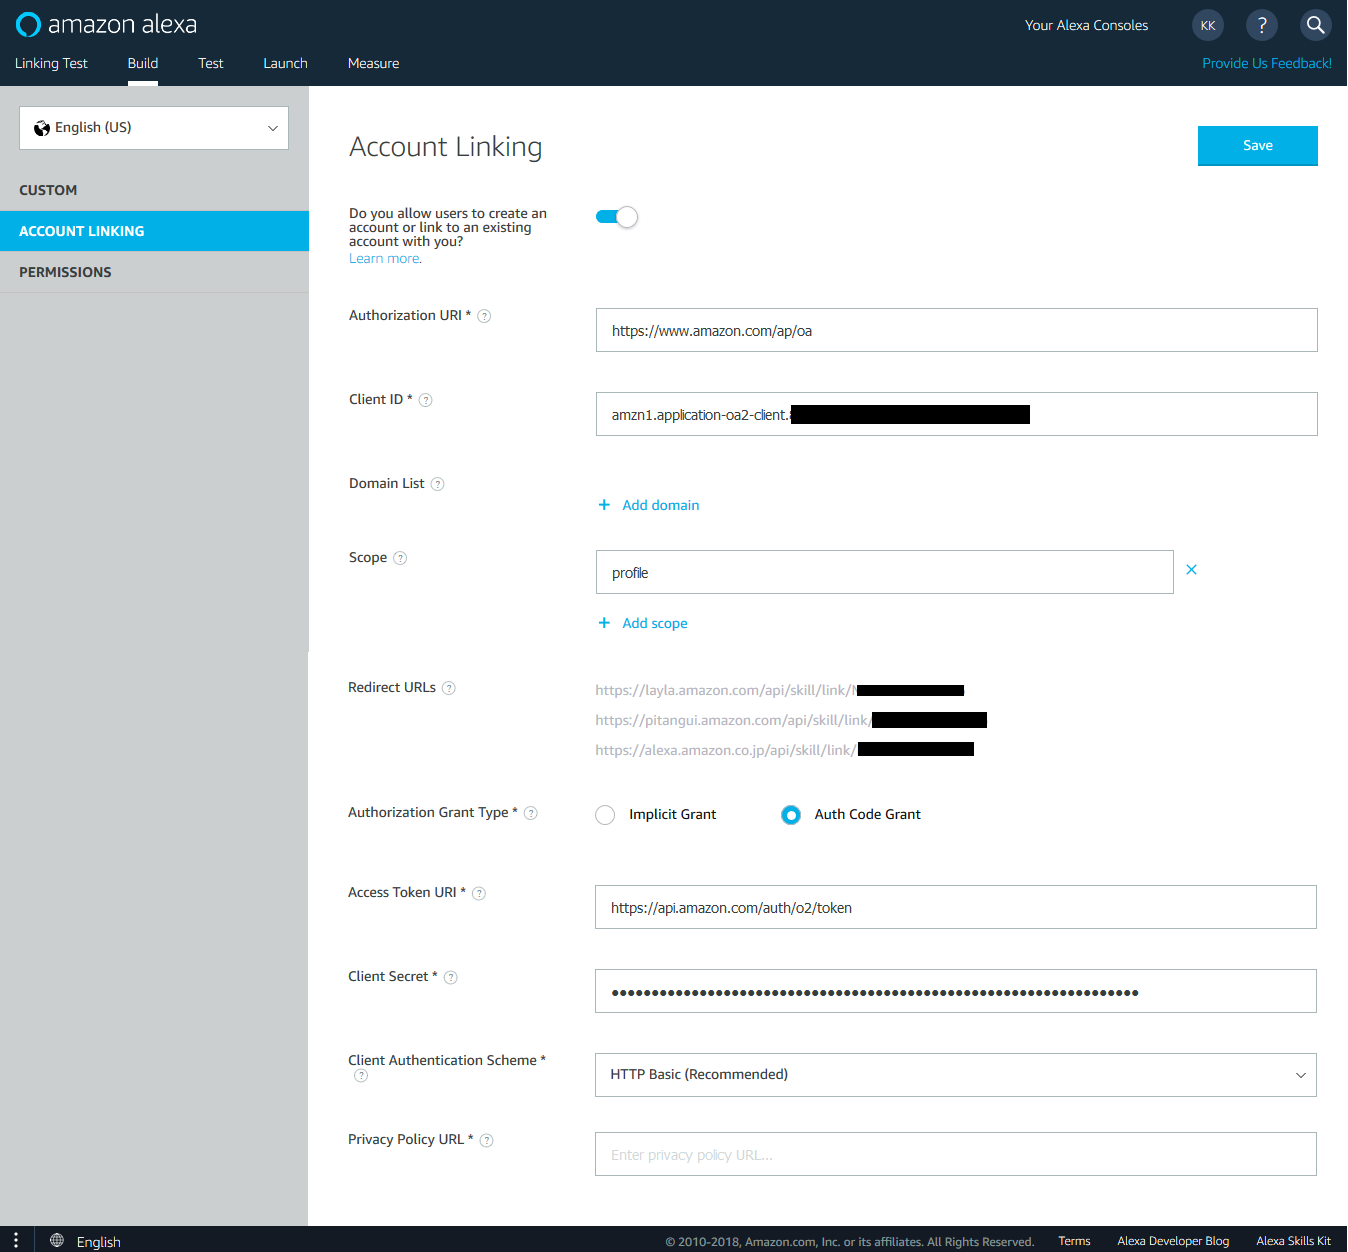 amazon alexa
Your Alexa Consoles
KK
?
Linking Test
Build
Test
Launch
Measure
Provide Us Feedback!
English (US)
CUSTOM
ACCOUNT LINKING
PERMISSIONS
Account Linking
Save
Do you allow users to create an
account or link to an existing
account with you?
Learn more.
Authorization URI * ?
https://www.amazon.com/ap/oa
Client ID * ?
amzn1.application-oa2-client.
Domain List ?
+ Add domain
Scope ?
profile
+ Add scope
Redirect URLs ?
https://layla.amazon.com/api/skill/link/
https://pitangui.amazon.com/api/skill/link/
https://alexa.amazon.co.jp/api/skill/link/
Authorization Grant Type * ?
Implicit Grant
Auth Code Grant
Access Token URI * ?
https://api.amazon.com/auth/o2/token
Client Secret * ?
Client Authentication Scheme *
?
HTTP Basic (Recommended)
Privacy Policy URL * ?
Enter privacy policy URL...
English
© 2010-2018, Amazon.com, Inc. or its affiliates. All Rights Reserved.
Terms
Alexa Developer Blog
Alexa Skills Kit